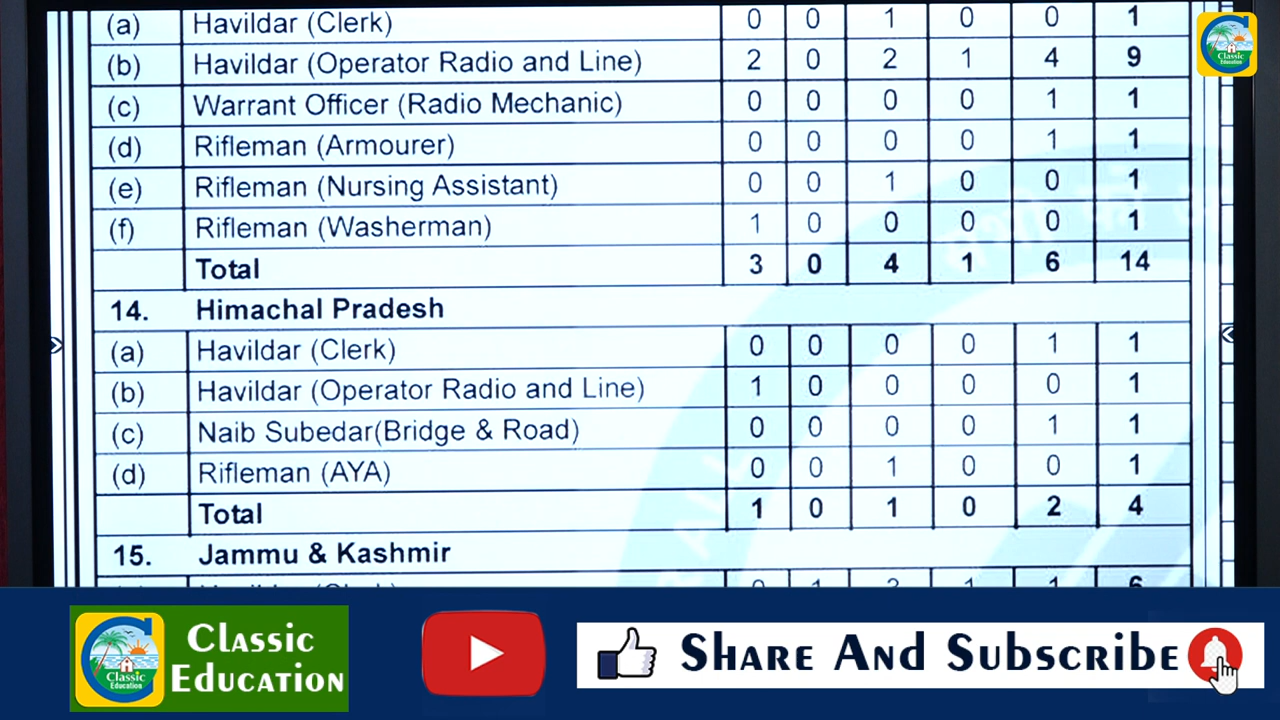 (a) Havildar (Clerk) 0 0 1 0 0 1
(b) Havildar (Operator Radio and Line) 2 0 2 1 4 9
(c) Warrant Officer (Radio Mechanic) 0 0 0 0 1 1
(d) Rifleman (Armourer) 0 0 0 0 1 1
(e) Rifleman (Nursing Assistant) 0 0 1 0 0 1
(f) Rifleman (Washerman) 1 0 0 0 0 1
Total 3 0 4 1 6 14
14. Himachal Pradesh
(a) Havildar (Clerk) 0 0 0 0 1 1
(b) Havildar (Operator Radio and Line) 1 0 0 0 0 1
(c) Naib Subedar(Bridge & Road) 0 0 0 0 1 1
(d) Rifleman (AYA) 0 0 1 0 0 1
Total 1 0 1 0 2 4
15. Jammu & Kashmir
Classic
Education
Classic
Education
Classic
Education
Share And Subscribe